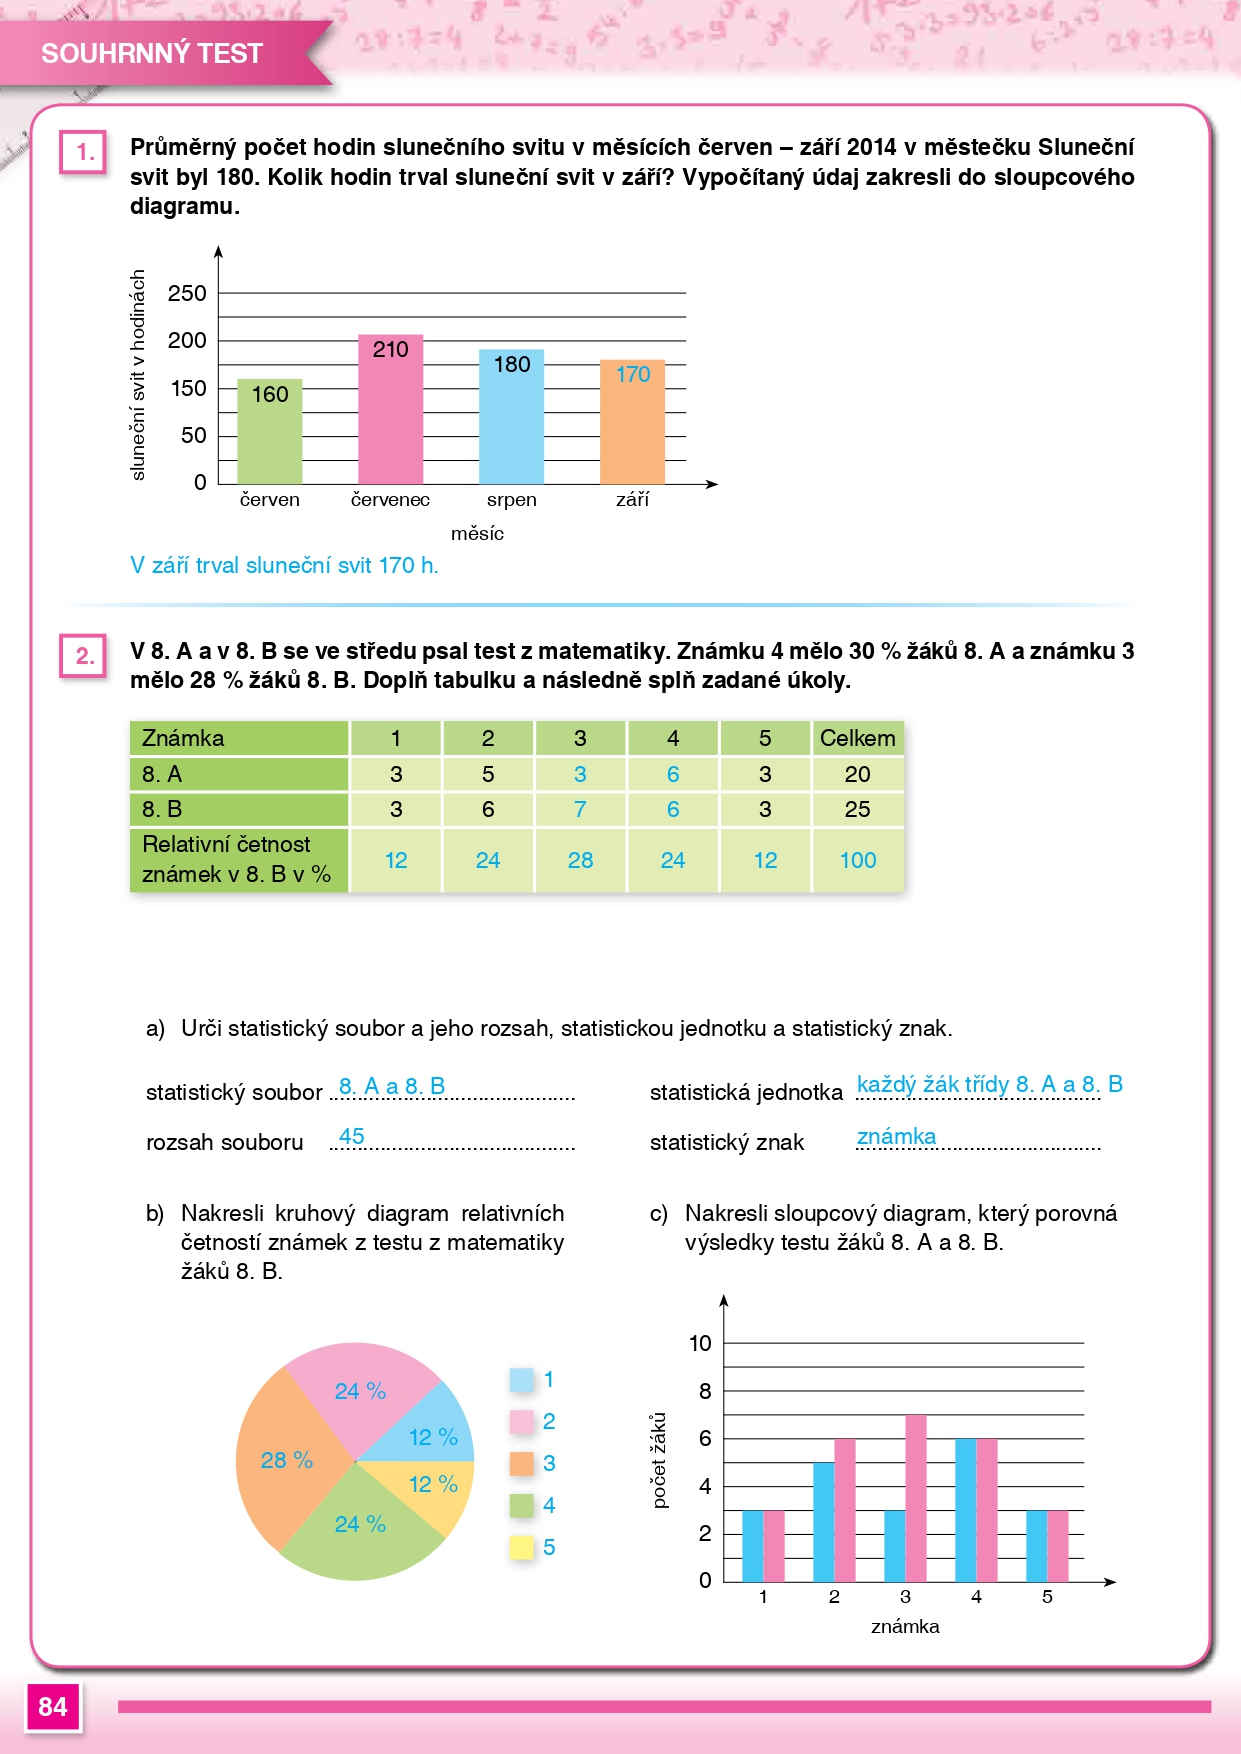 SOUHRNNÝ TEST
1.
Průměrný počet hodin slunečního svitu v měsících červen – září 2014 v městečku Sluneční
svit byl 180. Kolik hodin trval sluneční svit v září? Vypočítaný údaj zakresli do sloupcového
diagramu.
sluneční svit v hodinách
250
200
150
50
0
160
210
180
170
červen červenec srpen září
měsíc
V září trval sluneční svit 170 h.
2.
V 8. A a v 8. B se ve středu psal test z matematiky. Známku 4 mělo 30 % žáků 8. A a známku 3
mělo 28 % žáků 8. B. Doplň tabulku a následně splň zadané úkoly.
Známka 1 2 3 4 5 Celkem
8. A 3 5 3 6 3 20
8. B 3 6 7 6 3 25
Relativní četnost
známek v 8. B v % 12 24 28 24 12 100
a) Urči statistický soubor a jeho rozsah, statistickou jednotku a statistický znak.
statistický soubor 8. A a 8. B
statistická jednotka každý žák třídy 8. A a 8. B
rozsah souboru 45
statistický znak známka
b) Nakresli kruhový diagram relativních
četností známek z testu z matematiky
žáků 8. B.
c) Nakresli sloupcový diagram, který porovná
výsledky testu žáků 8. A a 8. B.
24 %
12 %
28 %
12 %
24 %
1
2
3
4
5
počet žáků
10
8
6
4
2
0
1 2 3 4 5
známka
84